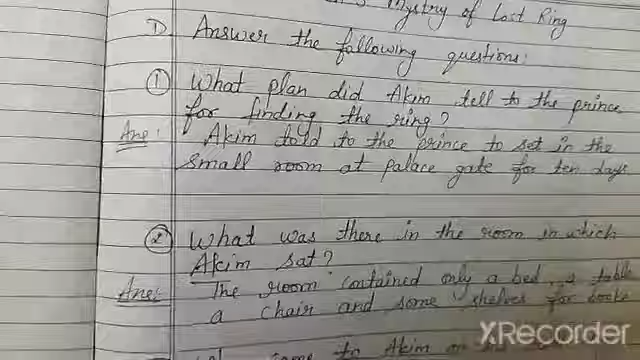 Mystry of Lost Ring
D. Answer the following questions:
① What plan did Akim tell to the prince
for finding the ring?
Ans: Akim told to the prince to set in the
small room at palace gate for ten days
② What was there in the room in which
Akim sat?
Ans: The room contained only a bed, a table
a chair and some shelves for books
came to Akim
XRecorder